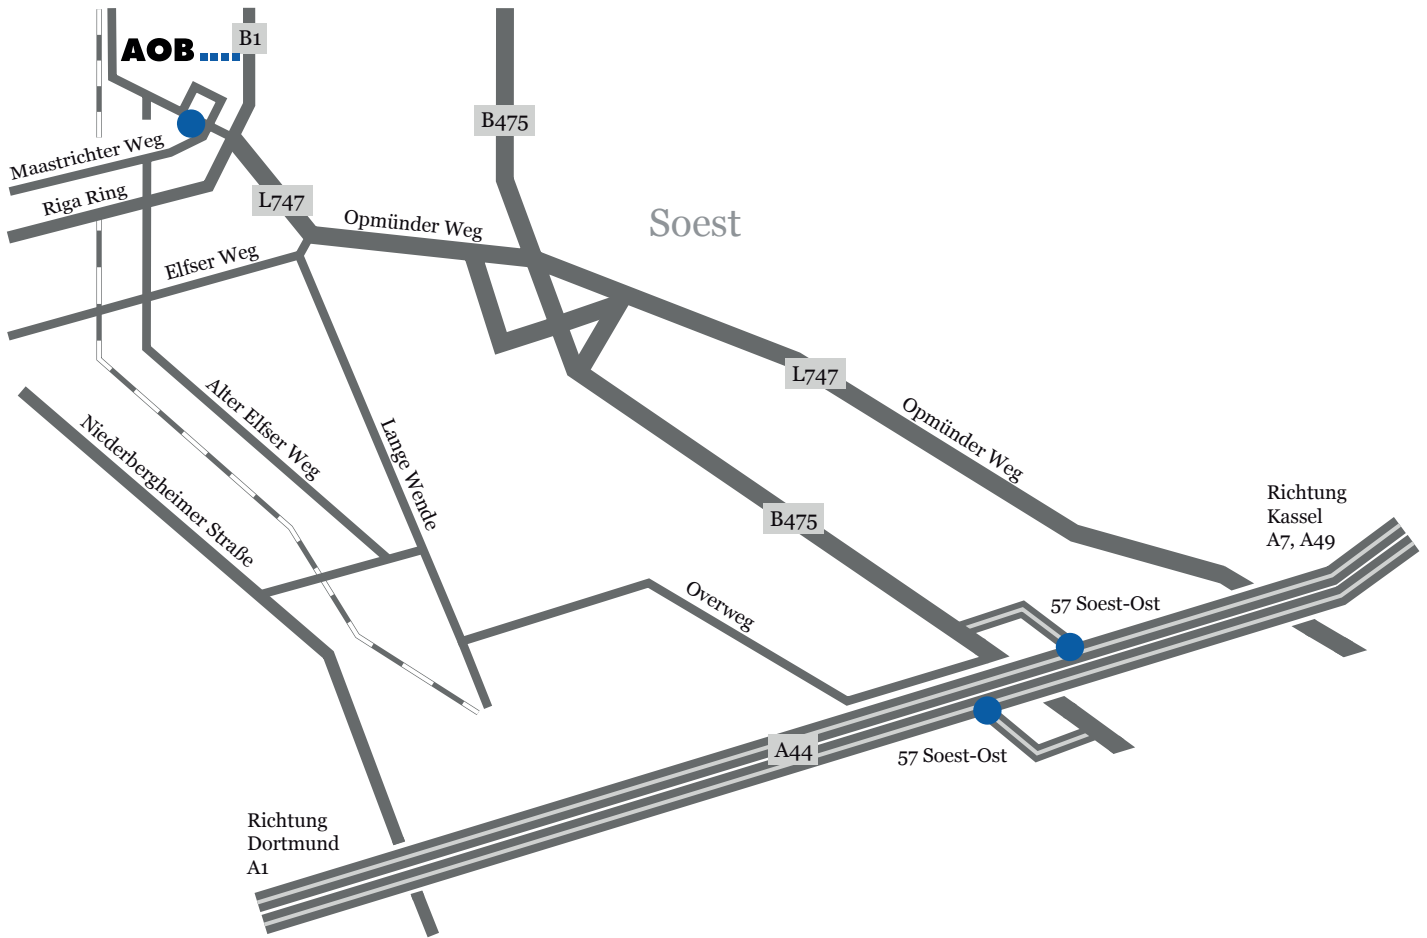 AOB
B1
B475
Maastrichter Weg
Riga Ring
L747
Opmünder Weg
Soest
Elfser Weg
L747
Alter Elfser Weg
Niederbergheimer Straße
Lange Wende
Opmünder Weg
B475
Richtung
Kassel
A7, A49
Overweg
57 Soest-Ost
A44
57 Soest-Ost
Richtung
Dortmund
A1